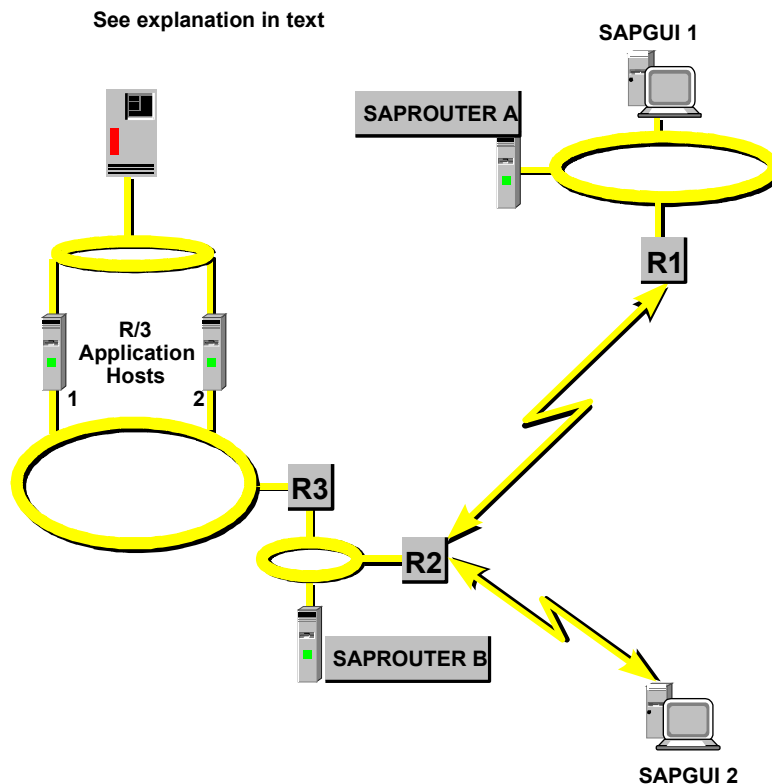 See explanation in text
SAPGUI 1
SAPROUTER A
R1
R/3
Application
Hosts
1
2
R3
R2
SAPROUTER B
SAPGUI 2